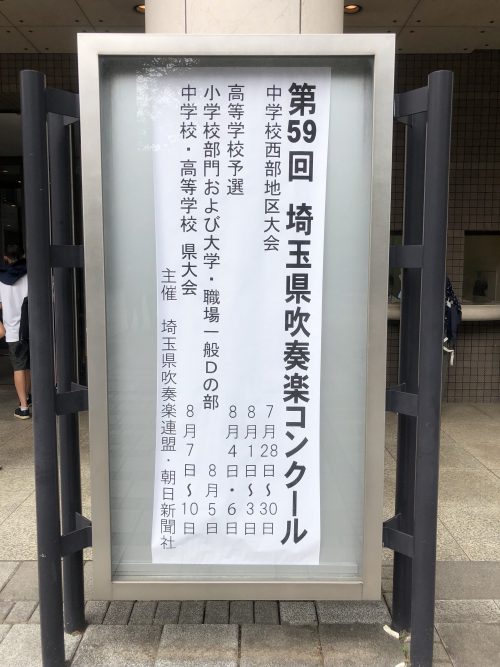 第59回 埼玉県吹奏楽コンクール
中学校西部地区大会 7月28日〜30日
8月1日〜3日
高等学校予選 8月4日・6日
小学校部門および大学・職場一般Dの部 8月5日
中学校・高等学校 県大会 8月7日〜10日
主催 埼玉県吹奏楽連盟・朝日新聞社